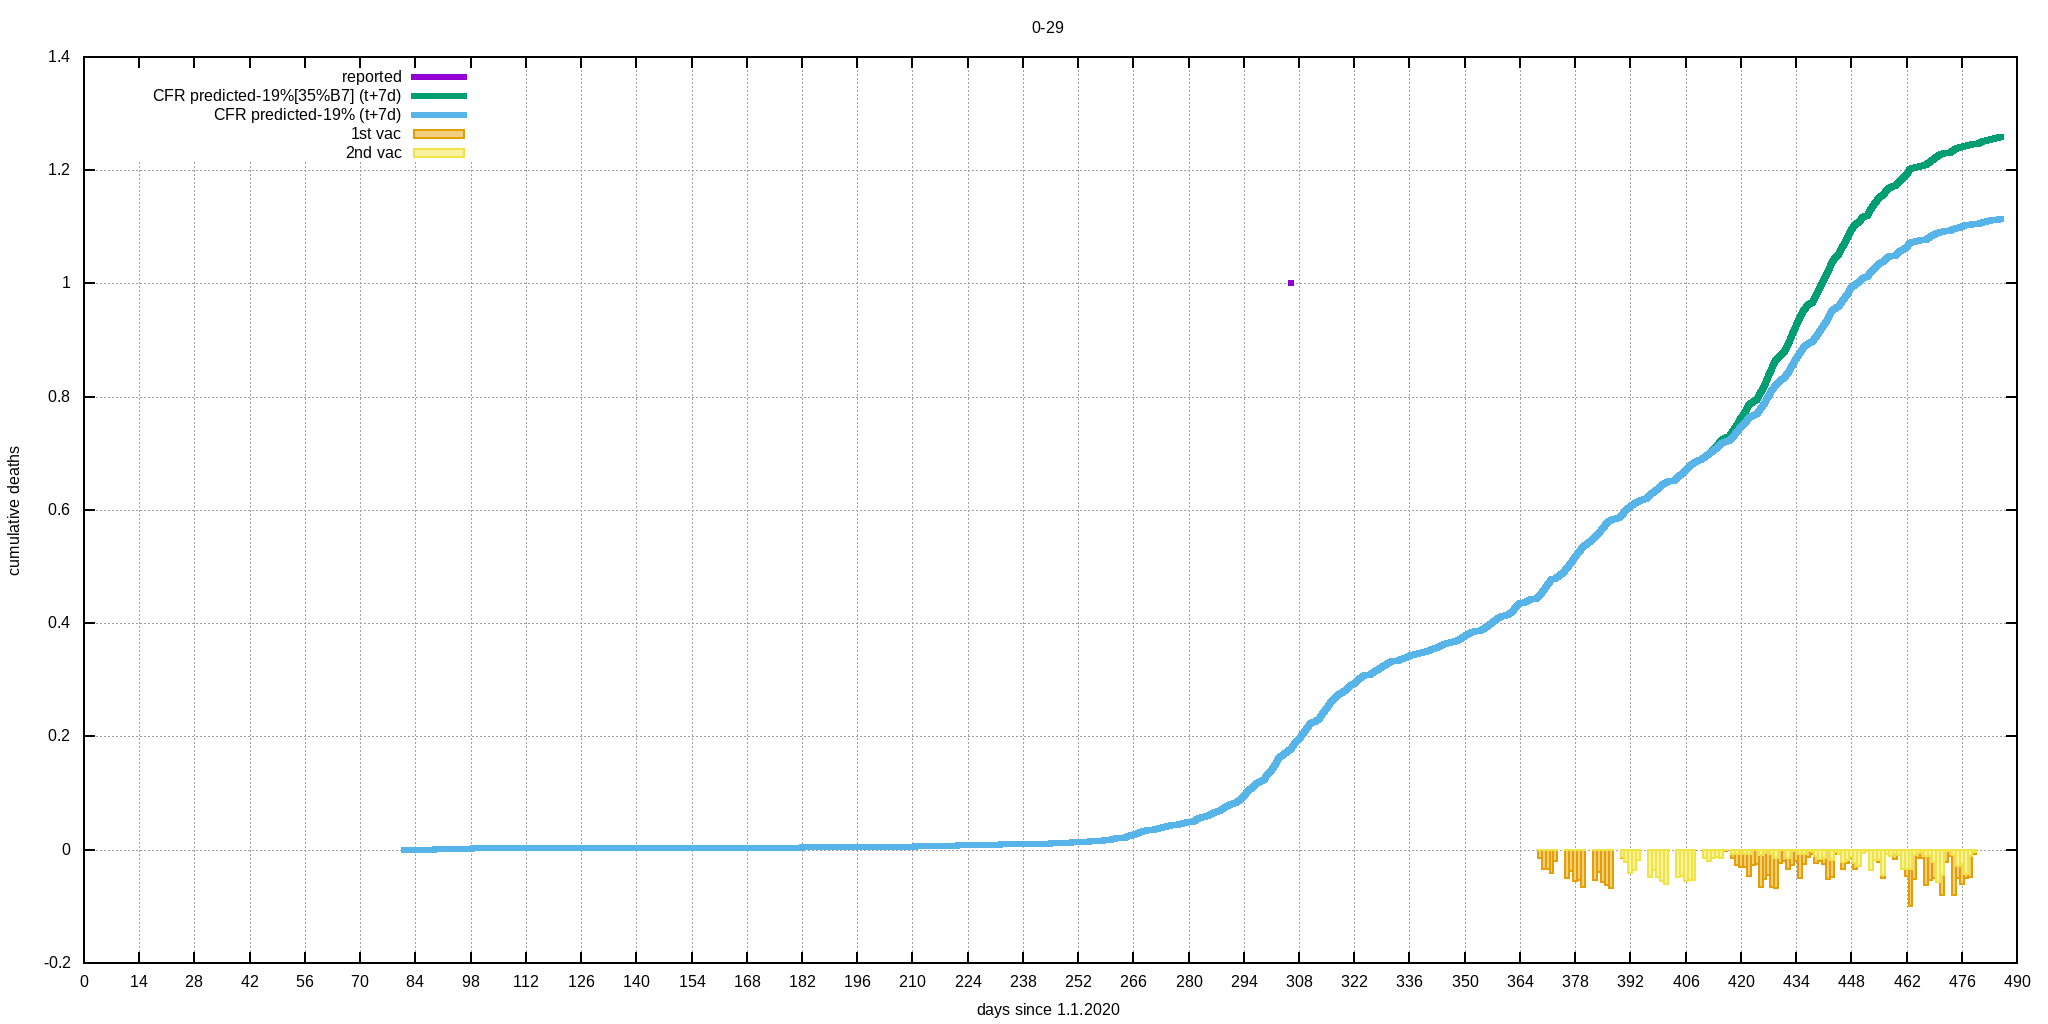 0-29
1.4
1.2
1
0.8
0.6
0.4
0.2
0
-0.2
cumulative deaths
reported
CFR predicted-19%[35%B7] (t+7d)
CFR predicted-19% (t+7d)
1st vac
2nd vac
0 14 28 42 56 70 84 98 112 126 140 154 168 182 196 210 224 238 252 266 280 294 308 322 336 350 364 378 392 406 420 434 448 462 476 490
days since 1.1.2020